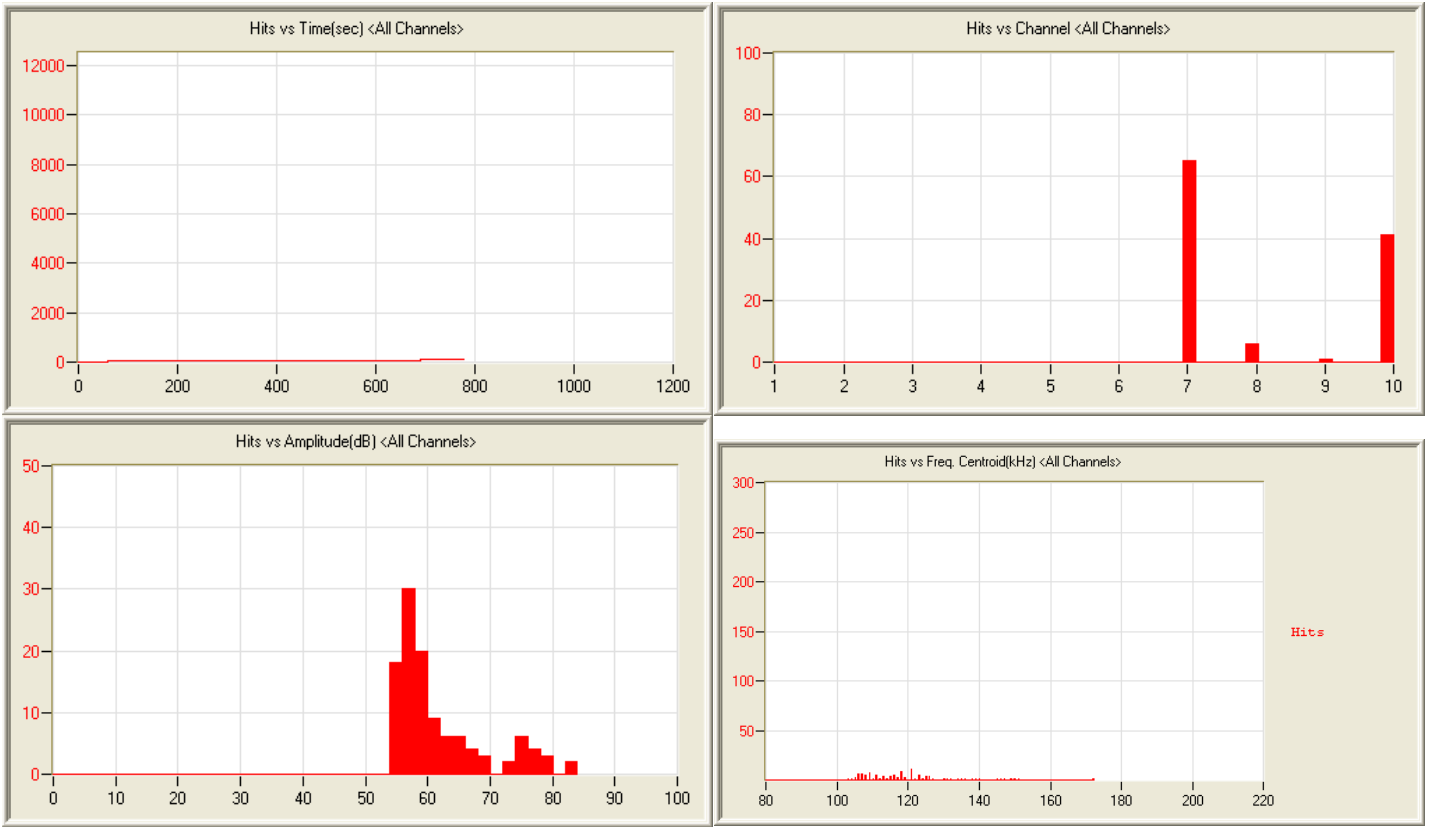 Hits vs Time(sec) <All Channels>
12000
10000
8000
6000
4000
2000
0
0 200 400 600 800 1000 1200
Hits vs Channel <All Channels>
100
80
60
40
20
0
1 2 3 4 5 6 7 8 9 10
Hits vs Amplitude(dB) <All Channels>
50
40
30
20
10
0
0 10 20 30 40 50 60 70 80 90 100
Hits vs Freq. Centroid(kHz) <All Channels>
300
250
200
150
100
50
80 100 120 140 160 180 200 220
Hits